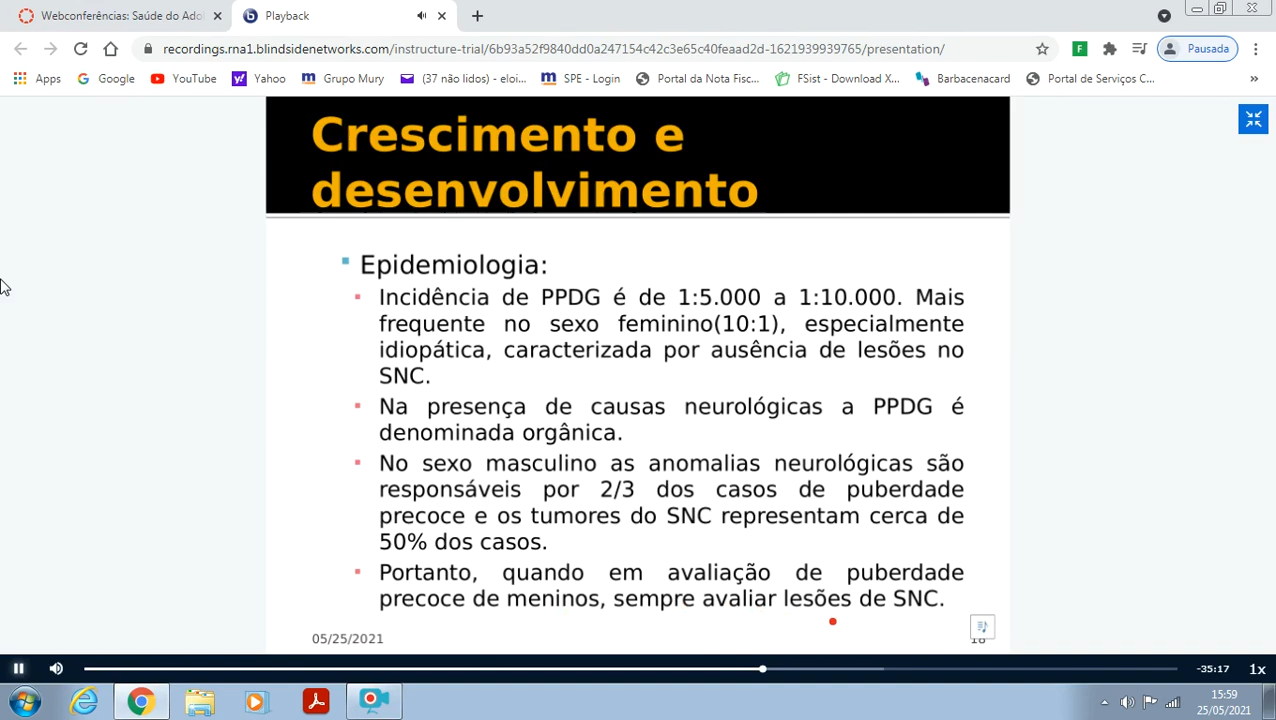 Webconferências: Saúde do Ado
Playback
recordings.rna1.blindsidenetworks.com/instructure-trial/6b93a52f9840dd0a247154c42c3e65c40feaad2d-1621939939765/presentation/
Pausada
Apps
Google
YouTube
Yahoo
Grupo Mury
(37 não lidos) - eloi...
SPE - Login
Portal da Nota Fisc...
FSist - Download X...
Barbacenacard
Portal de Serviços C...
»
Crescimento e
desenvolvimento
Epidemiologia:
Incidência de PPDG é de 1:5.000 a 1:10.000. Mais
frequente no sexo feminino(10:1), especialmente
idiopática, caracterizada por ausência de lesões no
SNC.
Na presença de causas neurológicas a PPDG é
denominada orgânica.
No sexo masculino as anomalias neurológicas são
responsáveis por 2/3 dos casos de puberdade
precoce e os tumores do SNC representam cerca de
50% dos casos.
Portanto, quando em avaliação de puberdade
precoce de meninos, sempre avaliar lesões de SNC.
05/25/2021
-35:17
1x
15:59
25/05/2021